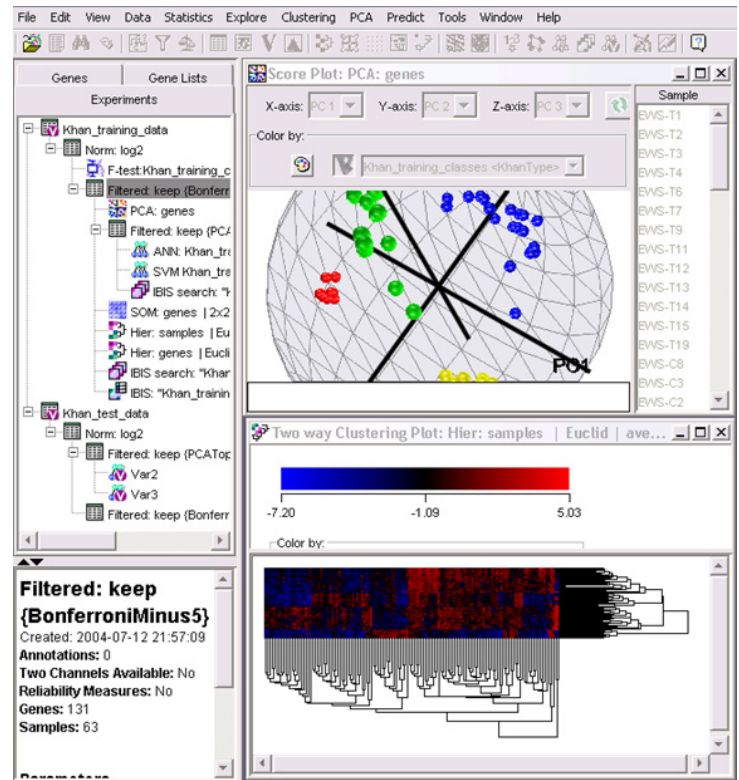 File Edit View Data Statistics Explore Clustering PCA Predict Tools Window Help
Genes Gene Lists
Experiments
Khan_training_data
Norm: log2
F-test:Khan_training_c
Filtered: keep {Bonferr
PCA: genes
Filtered: keep {PCA
ANN: Khan_tra
SVM Khan_tra
IBIS search: "K
SOM: genes | 2x2
Hier: samples | Eu
Hier: genes | Eucli
IBIS search: "Khar
IBIS: "Khan_trainin
Khan_test_data
Norm: log2
Filtered: keep {PCATop
Var2
Var3
Filtered: keep {Bonferr
Filtered: keep
{BonferroniMinus5}
Created: 2004-07-12 21:57:09
Annotations: 0
Two Channels Available: No
Reliability Measures: No
Genes: 131
Samples: 63
Parameters
Score Plot: PCA: genes
X-axis: PC 1 Y-axis: PC 2 Z-axis: PC 3
Color by:
Khan_training_classes <KhanType>
PC1
Sample
EWS-T1
EWS-T2
EWS-T3
EWS-T4
EWS-T6
EWS-T7
EWS-T9
EWS-T11
EWS-T12
EWS-T13
EWS-T14
EWS-T15
EWS-T19
EWS-C8
EWS-C3
EWS-C2
Two way Clustering Plot: Hier: samples | Euclid | ave...
-7.20 -1.09 5.03
Color by: